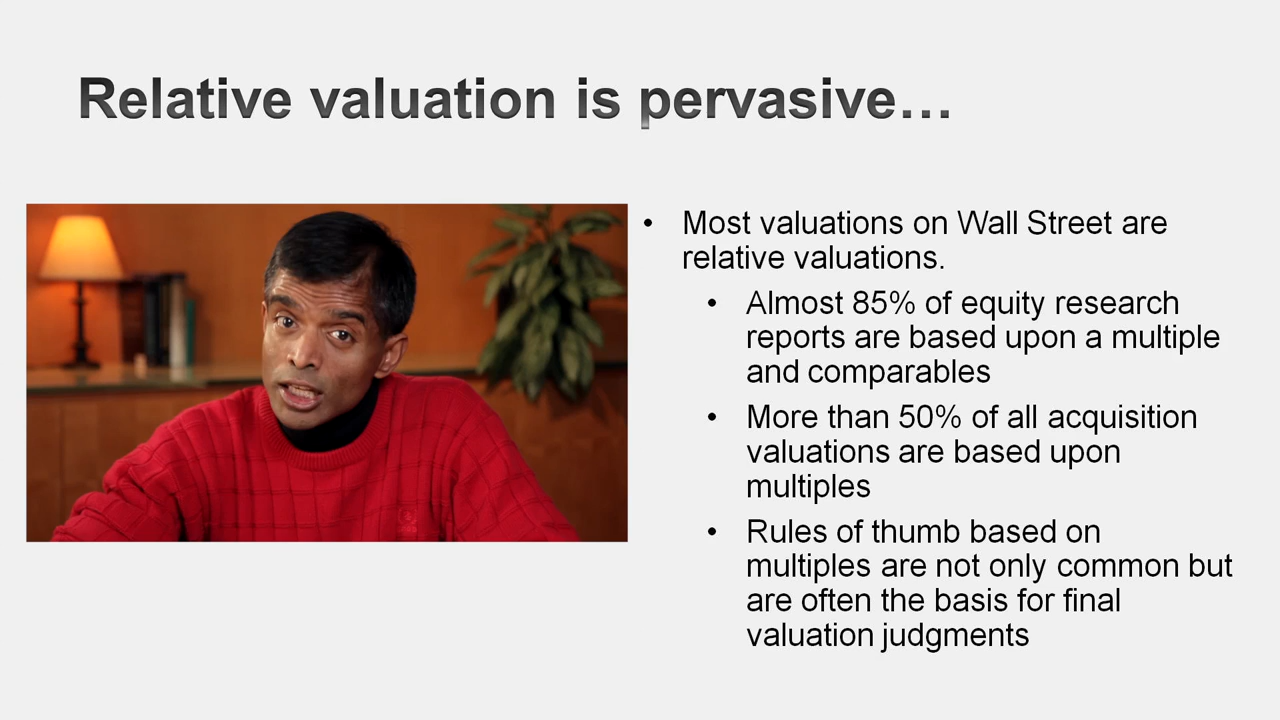 Relative valuation is pervasive…
• Most valuations on Wall Street are
relative valuations.
• Almost 85% of equity research
reports are based upon a multiple
and comparables
• More than 50% of all acquisition
valuations are based upon
multiples
• Rules of thumb based on
multiples are not only common but
are often the basis for final
valuation judgments